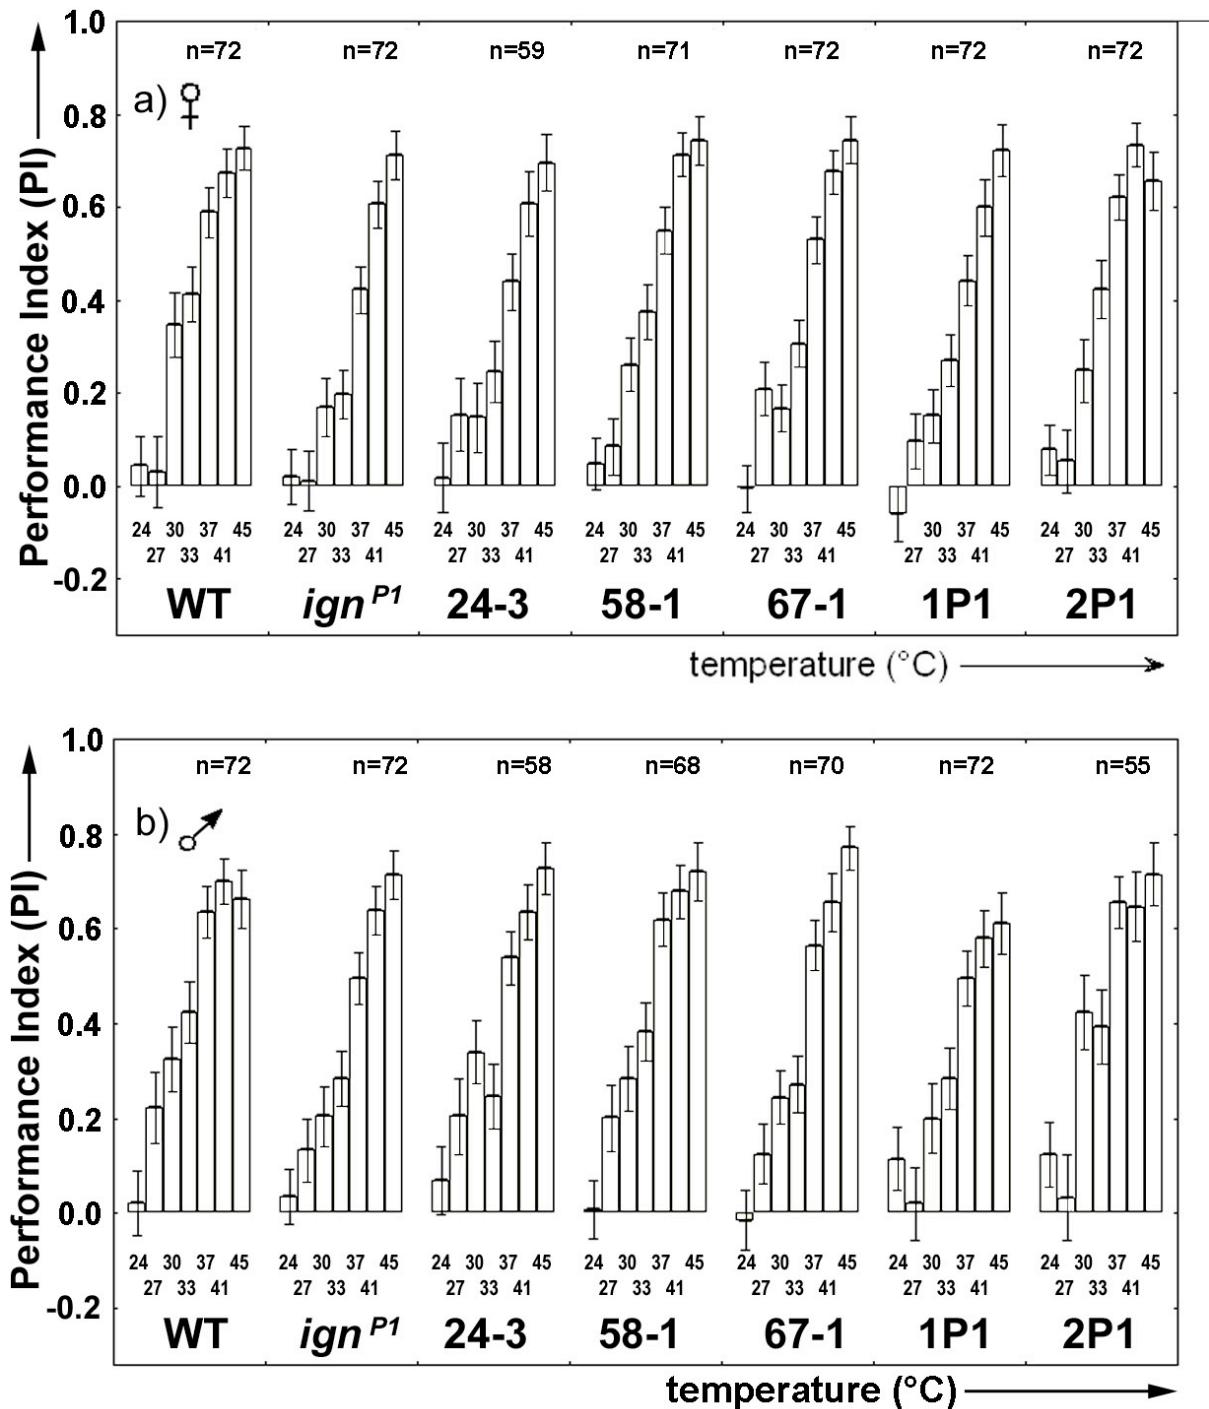 1.0
n=72 n=72 n=59 n=71 n=72 n=72 n=72
a) ♀
0.8
0.6
0.4
0.2
0.0
-0.2
Performance Index (PI)
24 30 37 45 24 30 37 45 24 30 37 45 24 30 37 45 24 30 37 45 24 30 37 45 24 30 37 45
27 33 41 27 33 41 27 33 41 27 33 41 27 33 41 27 33 41 27 33 41
WT ign P1 24-3 58-1 67-1 1P1 2P1
temperature (°C)
1.0
n=72 n=72 n=58 n=68 n=70 n=72 n=55
b) ♂
0.8
0.6
0.4
0.2
0.0
-0.2
Performance Index (PI)
24 30 37 45 24 30 37 45 24 30 37 45 24 30 37 45 24 30 37 45 24 30 37 45 24 30 37 45
27 33 41 27 33 41 27 33 41 27 33 41 27 33 41 27 33 41 27 33 41
WT ign P1 24-3 58-1 67-1 1P1 2P1
temperature (°C)